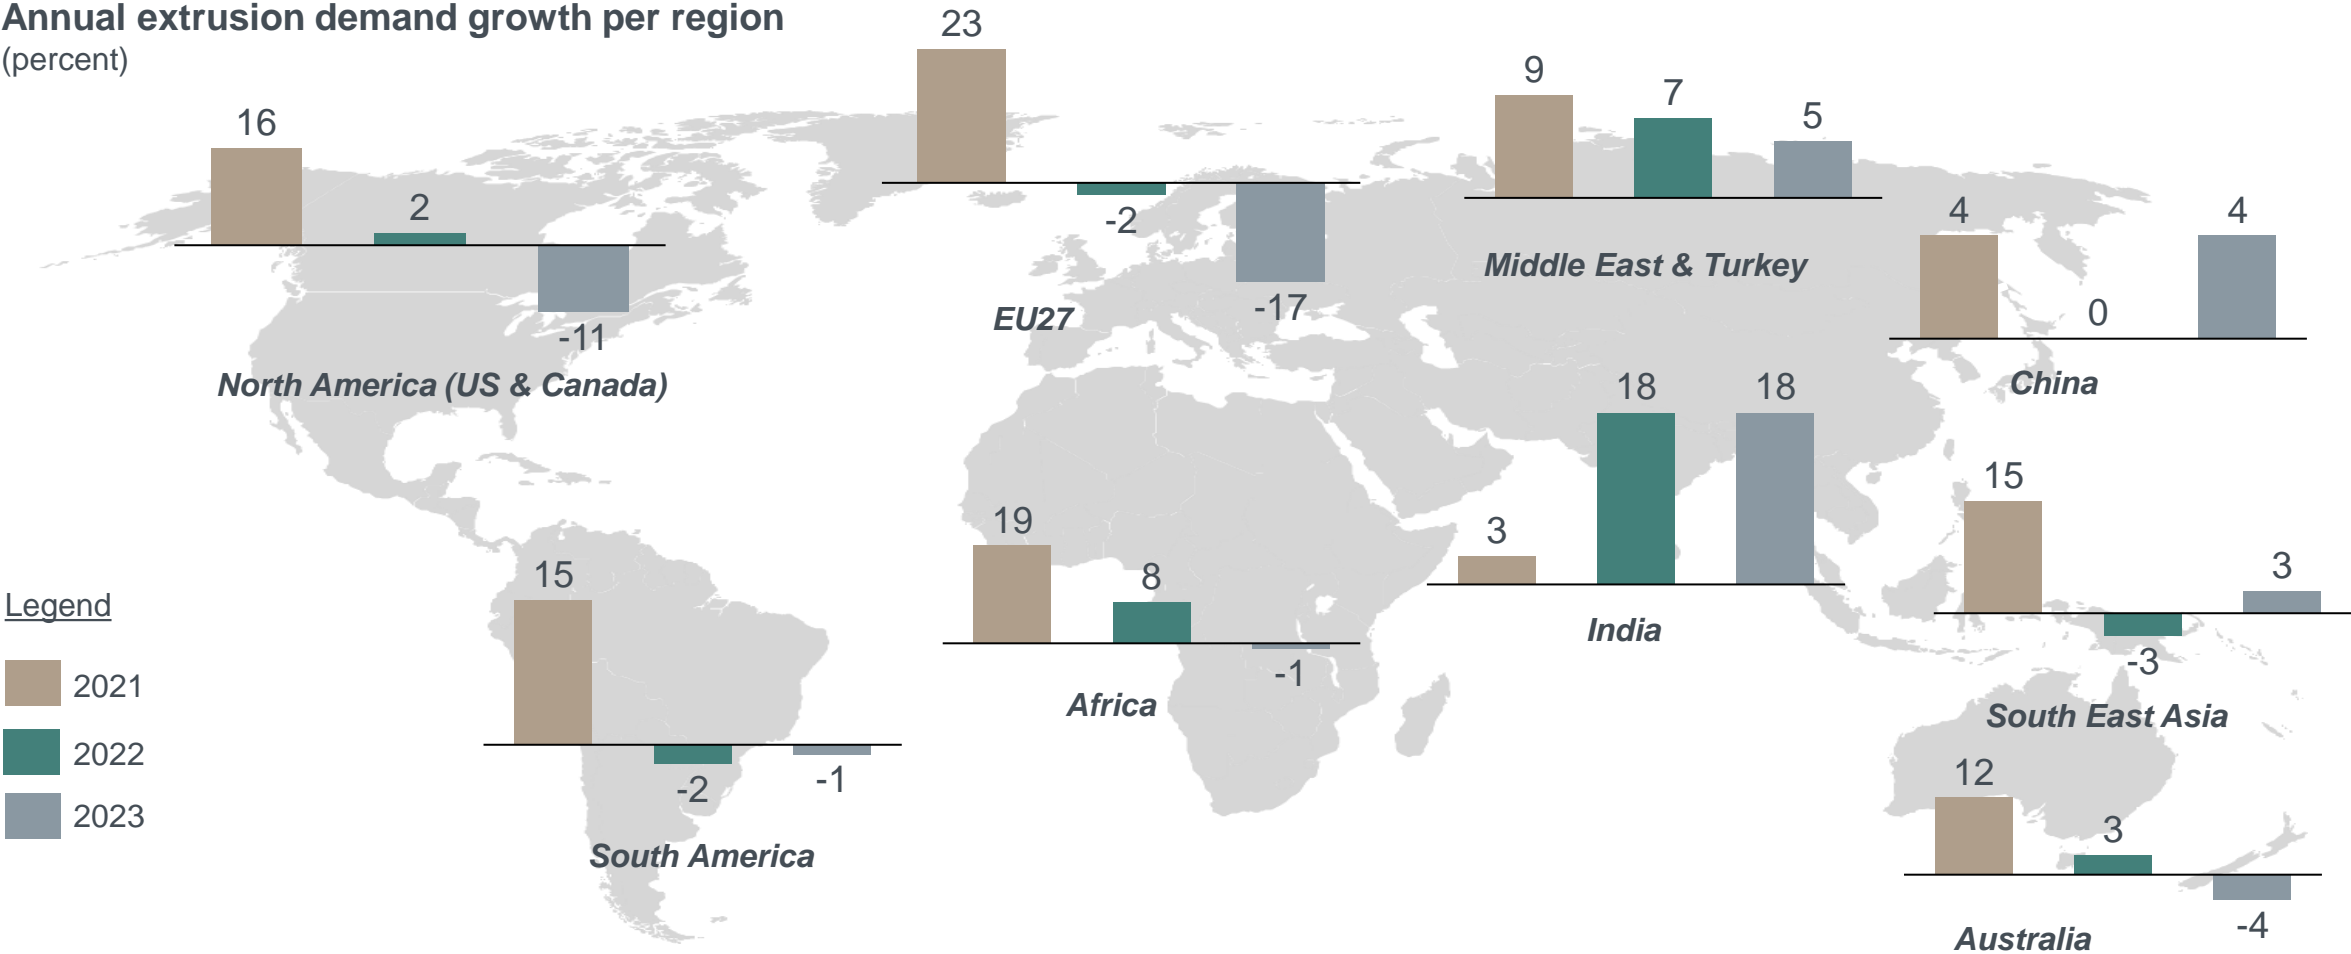 Annual extrusion demand growth per region
(percent)
16
2
-11
North America (US & Canada)
23
-2
-17
EU27
9
7
5
Middle East & Turkey
4
0
4
China
18
18
3
India
15
3
-3
South East Asia
19
8
-1
Africa
15
-2
-1
South America
12
3
-4
Australia
Legend
2021
2022
2023